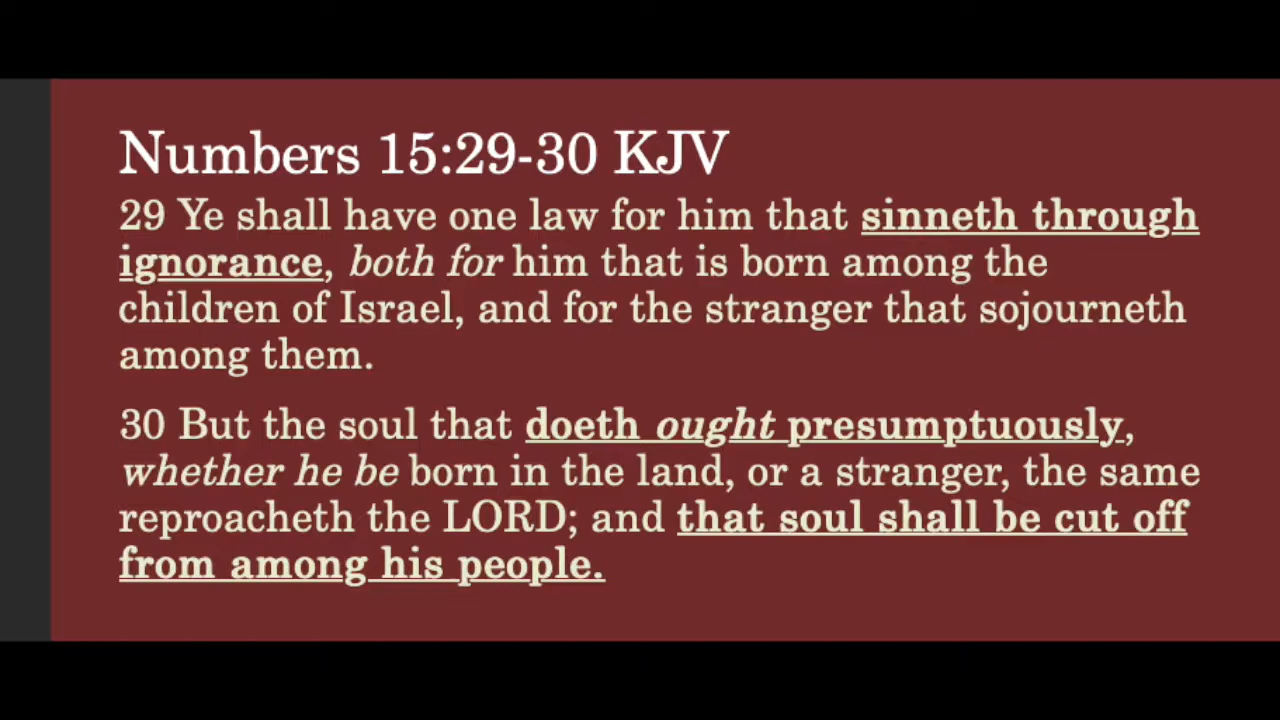 Numbers 15:29-30 KJV
29 Ye shall have one law for him that sinneth through
ignorance, both for him that is born among the
children of Israel, and for the stranger that sojourneth
among them.
30 But the soul that doeth ought presumptuously,
whether he be born in the land, or a stranger, the same
reproacheth the LORD; and that soul shall be cut off
from among his people.